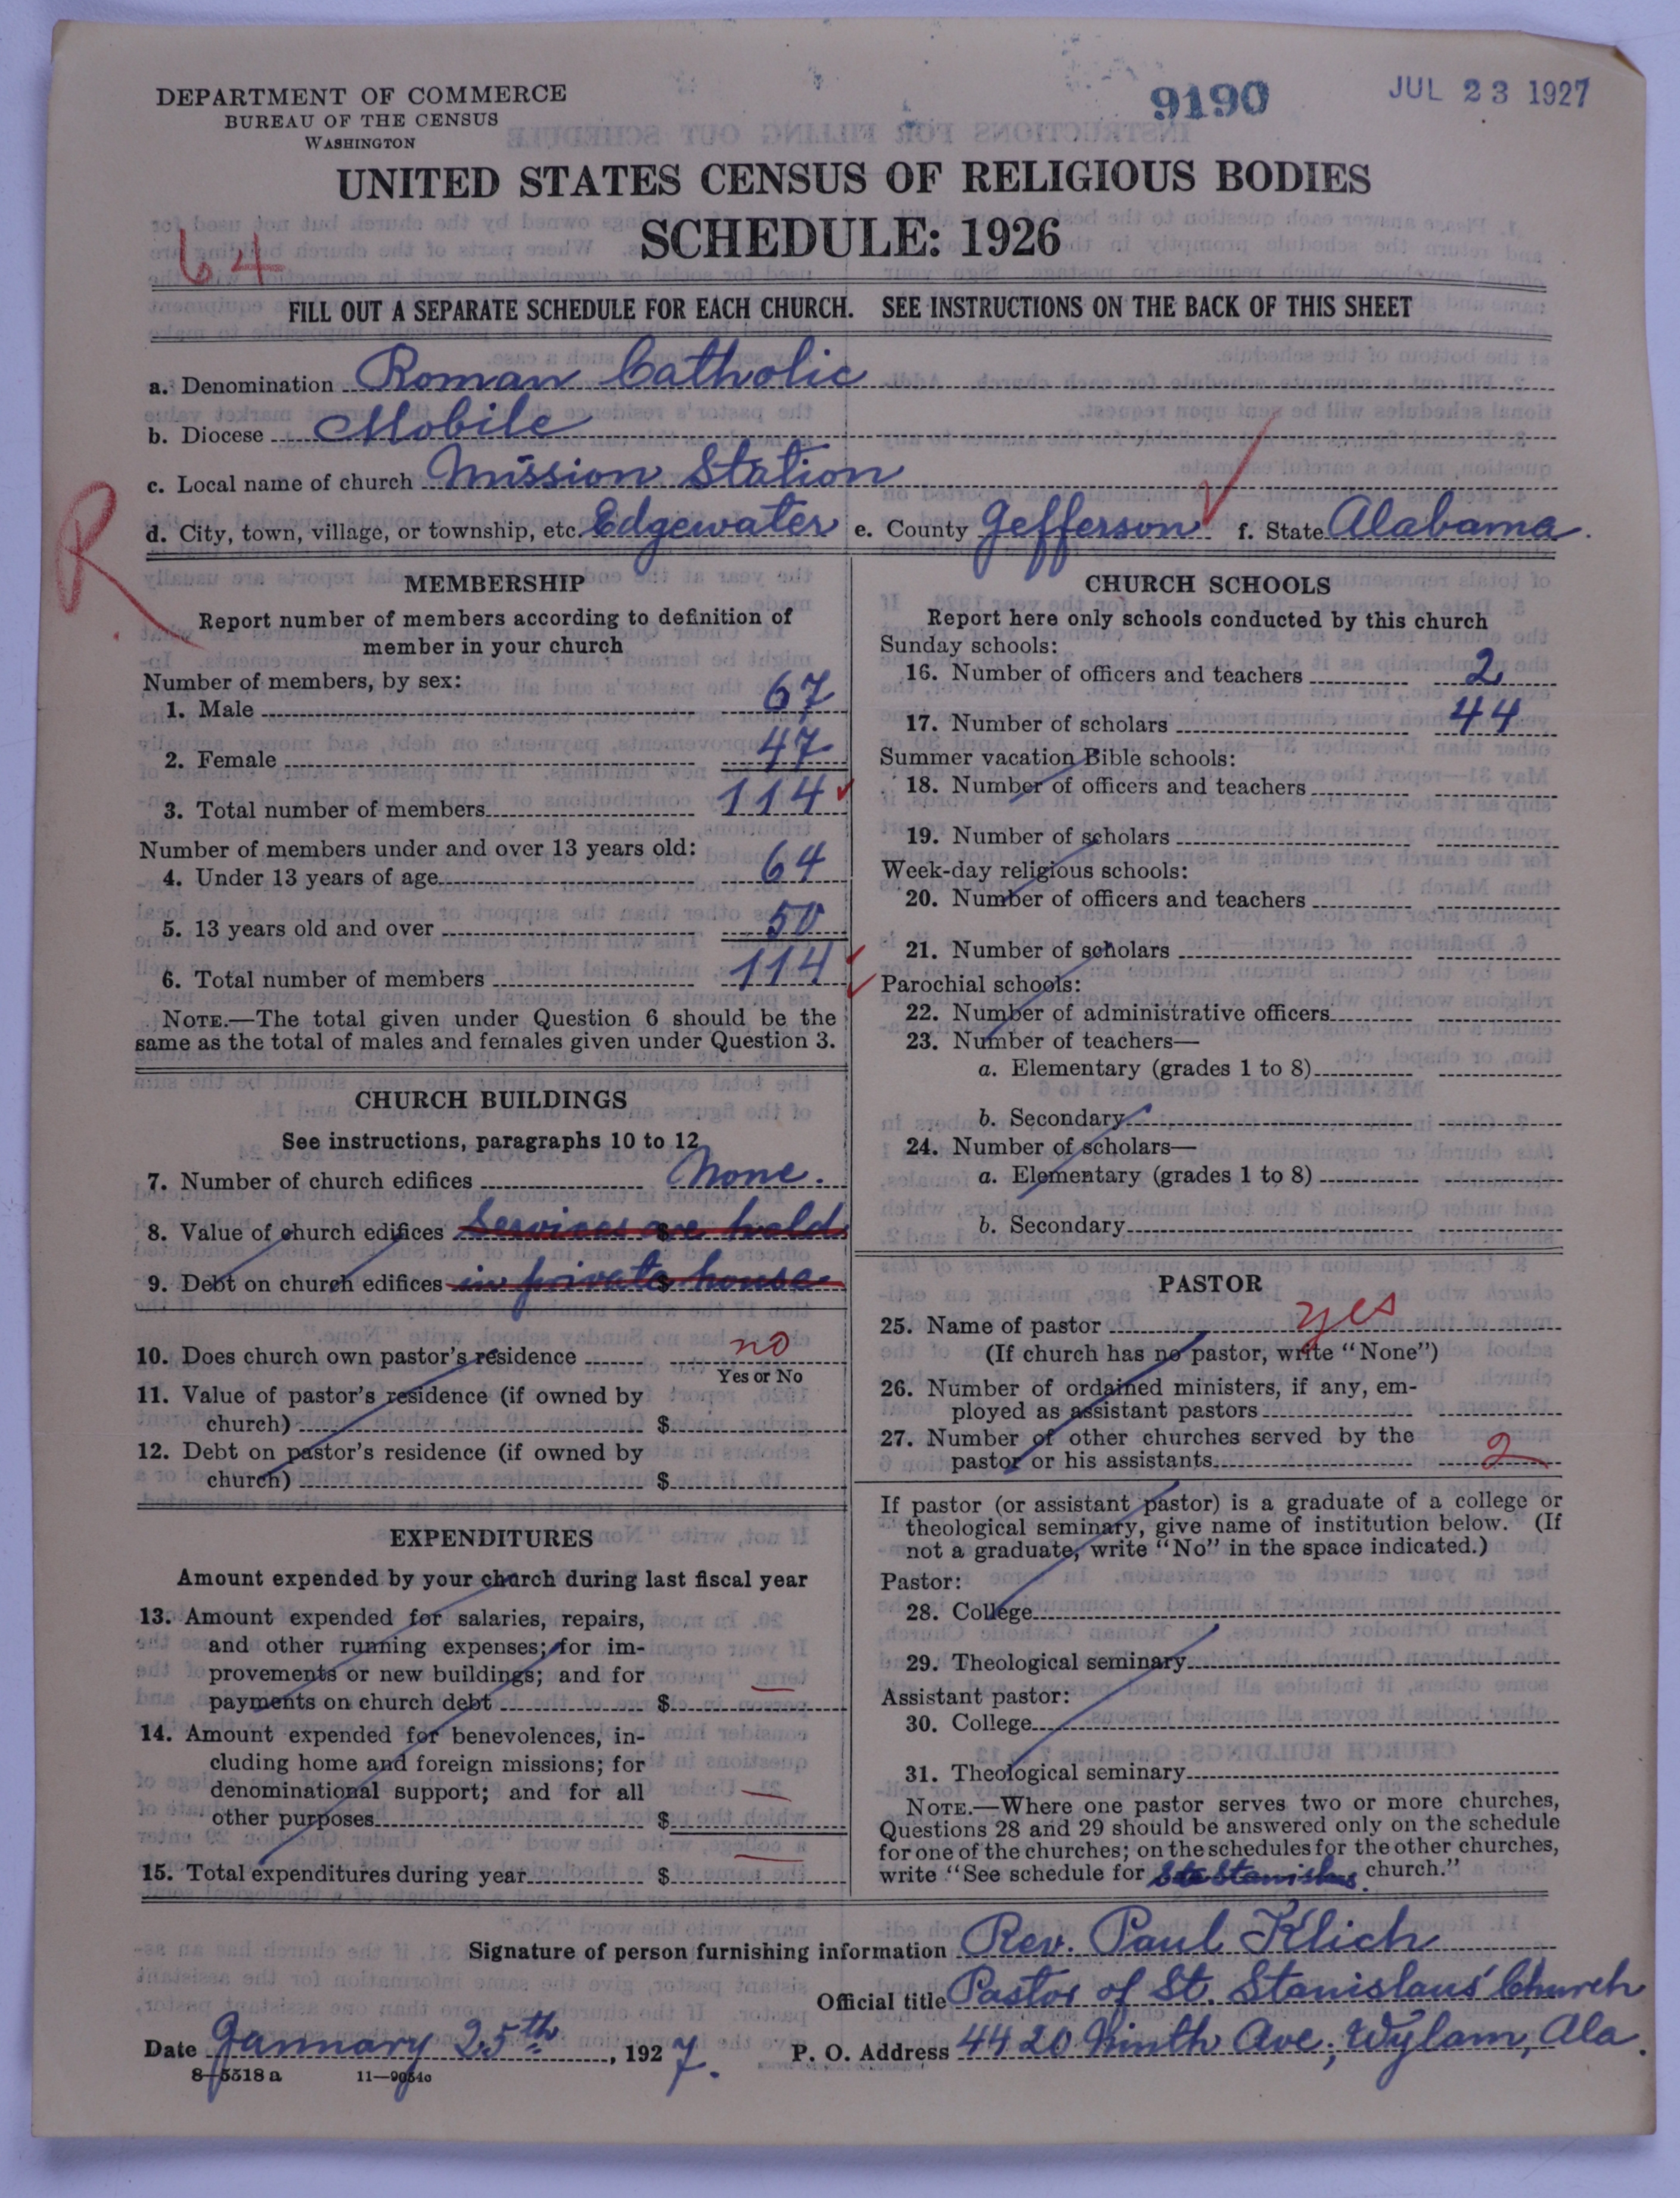 DEPARTMENT OF COMMERCE
BUREAU OF THE CENSUS
WASHINGTON
9190
JUL 23 1927
UNITED STATES CENSUS OF RELIGIOUS BODIES
SCHEDULE: 1926
64
FILL OUT A SEPARATE SCHEDULE FOR EACH CHURCH. SEE INSTRUCTIONS ON THE BACK OF THIS SHEET
a. Denomination Roman Catholic
b. Diocese Mobile
c. Local name of church Mission Station
R
d. City, town, village, or township, etc. Edgewater e. County Jefferson f. State Alabama.
MEMBERSHIP
Report number of members according to definition of
member in your church
Number of members, by sex:
1. Male 67
2. Female 47
3. Total number of members 114
Number of members under and over 13 years old:
4. Under 13 years of age 64
5. 13 years old and over 50
6. Total number of members 114
NOTE.—The total given under Question 6 should be the
same as the total of males and females given under Question 3.
CHURCH BUILDINGS
See instructions, paragraphs 10 to 12
7. Number of church edifices None.
8. Value of church edifices $ Services are held
9. Debt on church edifices $ in private house
10. Does church own pastor's residence no
Yes or No
11. Value of pastor's residence (if owned by
church) $
12. Debt on pastor's residence (if owned by
church) $
EXPENDITURES
Amount expended by your church during last fiscal year
13. Amount expended for salaries, repairs,
and other running expenses; for im-
provements or new buildings; and for
payments on church debt $ —
14. Amount expended for benevolences, in-
cluding home and foreign missions; for
denominational support; and for all
other purposes $ —
15. Total expenditures during year $ —
CHURCH SCHOOLS
Report here only schools conducted by this church
Sunday schools:
16. Number of officers and teachers 2
17. Number of scholars 44
Summer vacation Bible schools:
18. Number of officers and teachers
19. Number of scholars
Week-day religious schools:
20. Number of officers and teachers
21. Number of scholars
Parochial schools:
22. Number of administrative officers
23. Number of teachers—
a. Elementary (grades 1 to 8)
b. Secondary
24. Number of scholars—
a. Elementary (grades 1 to 8)
b. Secondary
PASTOR
25. Name of pastor yes
(If church has no pastor, write "None")
26. Number of ordained ministers, if any, em-
ployed as assistant pastors
27. Number of other churches served by the
pastor or his assistants 2
If pastor (or assistant pastor) is a graduate of a college or
theological seminary, give name of institution below. (If
not a graduate, write "No" in the space indicated.)
Pastor:
28. College
29. Theological seminary
Assistant pastor:
30. College
31. Theological seminary
NOTE.—Where one pastor serves two or more churches,
Questions 28 and 29 should be answered only on the schedule
for one of the churches; on the schedules for the other churches,
write "See schedule for Stanislus church."
Signature of person furnishing information Rev. Paul Klich
Official title Pastor of St. Stanislaus' Church
Date January 25th, 1927. P. O. Address 4420 Ninth Ave, Wylam, Ala.
8—5518 a 11—9054c